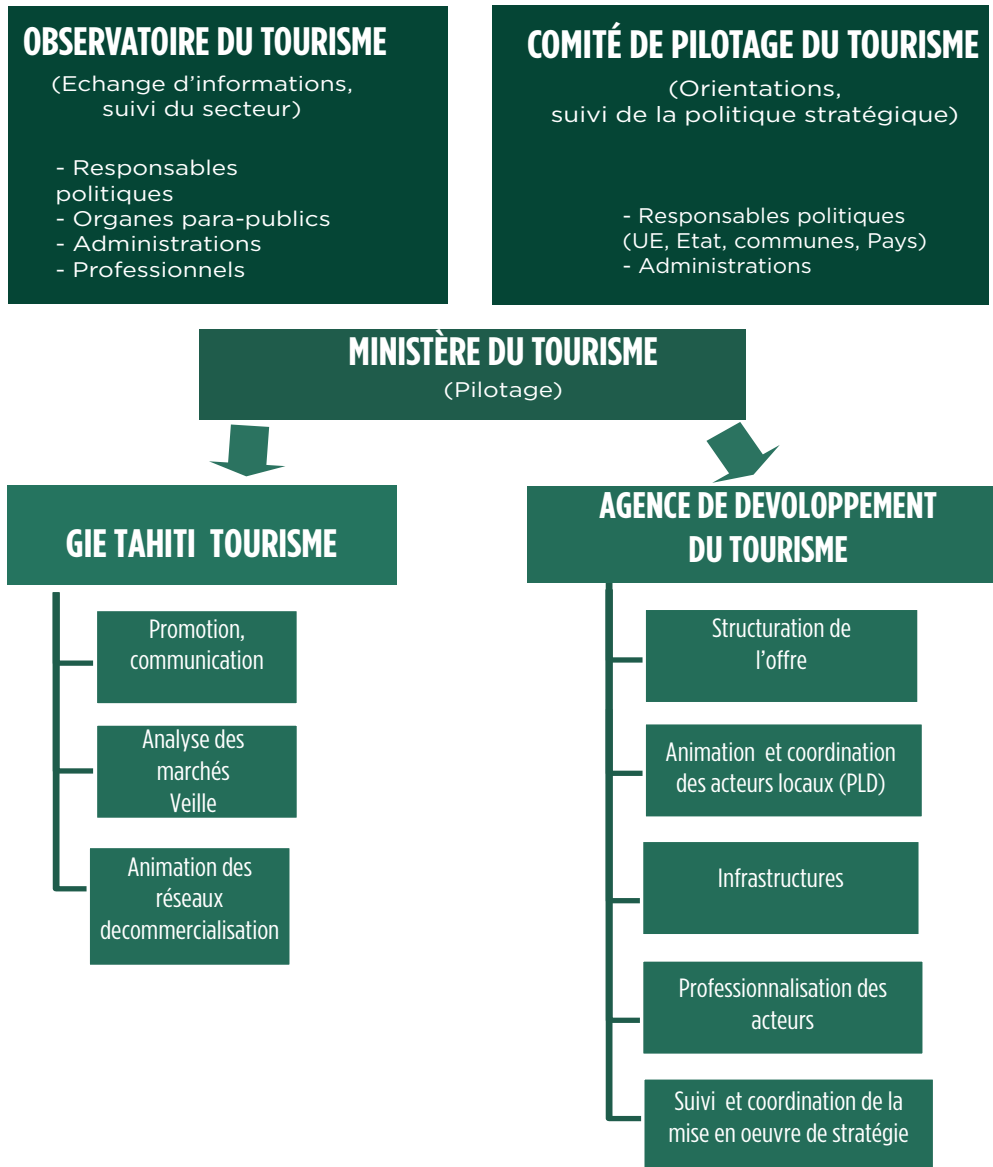 OBSERVATOIRE DU TOURISME
(Echange d'informations,
suivi du secteur)
- Responsables
politiques
- Organes para-publics
- Administrations
- Professionnels
COMITÉ DE PILOTAGE DU TOURISME
(Orientations,
suivi de la politique stratégique)
- Responsables politiques
(UE, Etat, communes, Pays)
- Administrations
MINISTÈRE DU TOURISME
(Pilotage)
GIE TAHITI TOURISME
Promotion,
communication
Analyse des
marchés
Veille
Animation des
réseaux
decommercialisation
AGENCE DE DEVOLOPPEMENT
DU TOURISME
Structuration de
l'offre
Animation et coordination
des acteurs locaux (PLD)
Infrastructures
Professionnalisation des
acteurs
Suivi et coordination de la
mise en oeuvre de stratégie